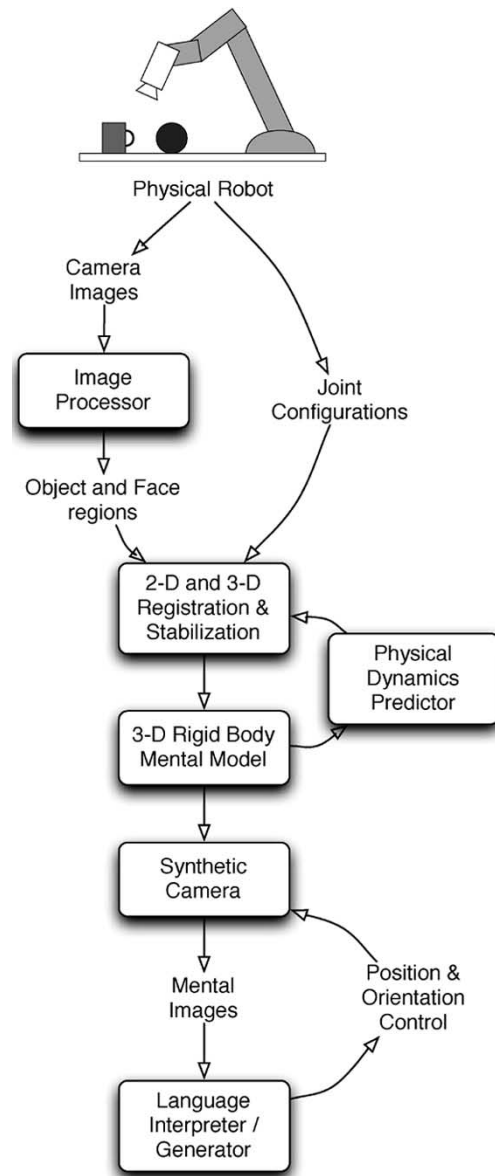 Physical Robot
Camera
Images
Image
Processor
Joint
Configurations
Object and Face
regions
2-D and 3-D
Registration &
Stabilization
Physical
Dynamics
Predictor
3-D Rigid Body
Mental Model
Synthetic
Camera
Mental
Images
Position &
Orientation
Control
Language
Interpreter /
Generator